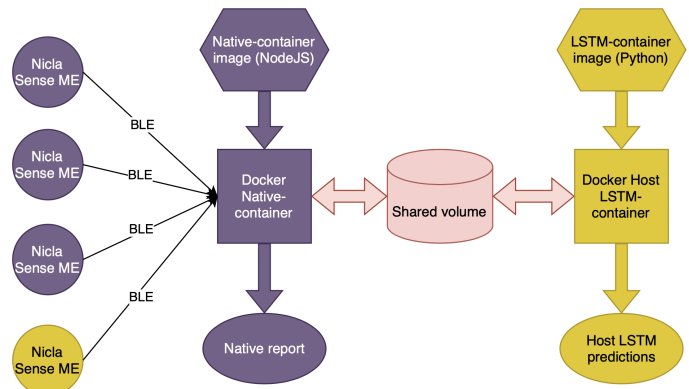 Native-container
image (NodeJS)
LSTM-container
image (Python)
Nicla
Sense ME
BLE
Nicla
Sense ME
BLE
Docker
Native-
container
Shared volume
Docker Host
LSTM-
container
Nicla
Sense ME
BLE
BLE
Nicla
Sense ME
Native report
Host LSTM
predictions